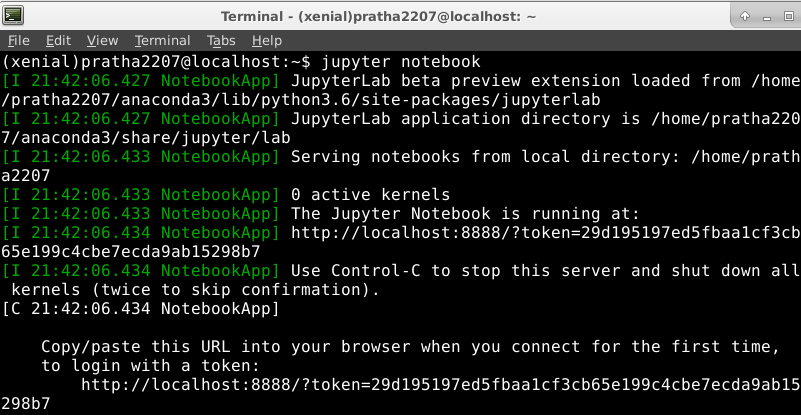 Terminal - (xenial)pratha2207@localhost: ~
File Edit View Terminal Tabs Help
(xenial)pratha2207@localhost:~$ jupyter notebook
[I 21:42:06.427 NotebookApp] JupyterLab beta preview extension loaded from /home
/pratha2207/anaconda3/lib/python3.6/site-packages/jupyterlab
[I 21:42:06.427 NotebookApp] JupyterLab application directory is /home/pratha220
7/anaconda3/share/jupyter/lab
[I 21:42:06.433 NotebookApp] Serving notebooks from local directory: /home/prath
a2207
[I 21:42:06.433 NotebookApp] 0 active kernels
[I 21:42:06.433 NotebookApp] The Jupyter Notebook is running at:
[I 21:42:06.434 NotebookApp] http://localhost:8888/?token=29d195197ed5fbaa1cf3cb
65e199c4cbe7ecda9ab15298b7
[I 21:42:06.434 NotebookApp] Use Control-C to stop this server and shut down all
 kernels (twice to skip confirmation).
[C 21:42:06.434 NotebookApp]
    Copy/paste this URL into your browser when you connect for the first time,
    to login with a token:
        http://localhost:8888/?token=29d195197ed5fbaa1cf3cb65e199c4cbe7ecda9ab15
298b7